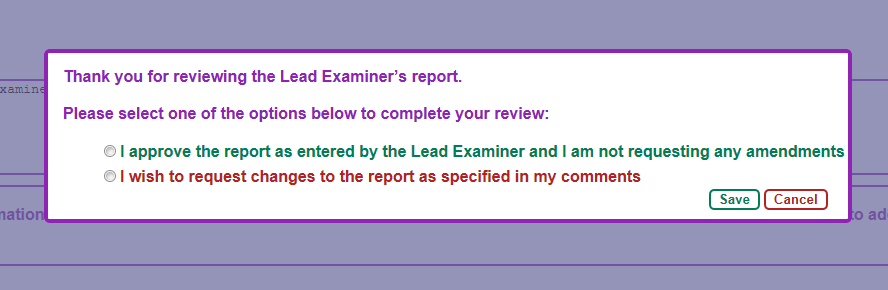 Thank you for reviewing the Lead Examiner’s report.
xamine
Please select one of the options below to complete your review:
I approve the report as entered by the Lead Examiner and I am not requesting any amendments
I wish to request changes to the report as specified in my comments
Save Cancel
mation
to ad